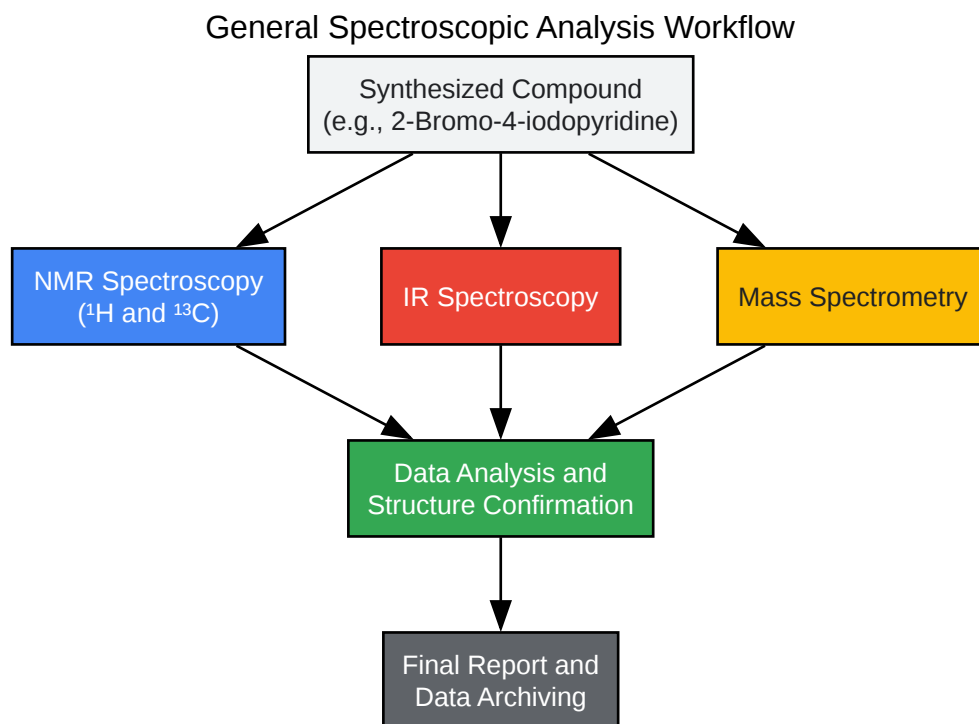 General Spectroscopic Analysis Workflow
Synthesized Compound
(e.g., 2-Bromo-4-iodopyridine)
NMR Spectroscopy
(¹H and ¹³C)
IR Spectroscopy
Mass Spectrometry
Data Analysis and
Structure Confirmation
Final Report and
Data Archiving